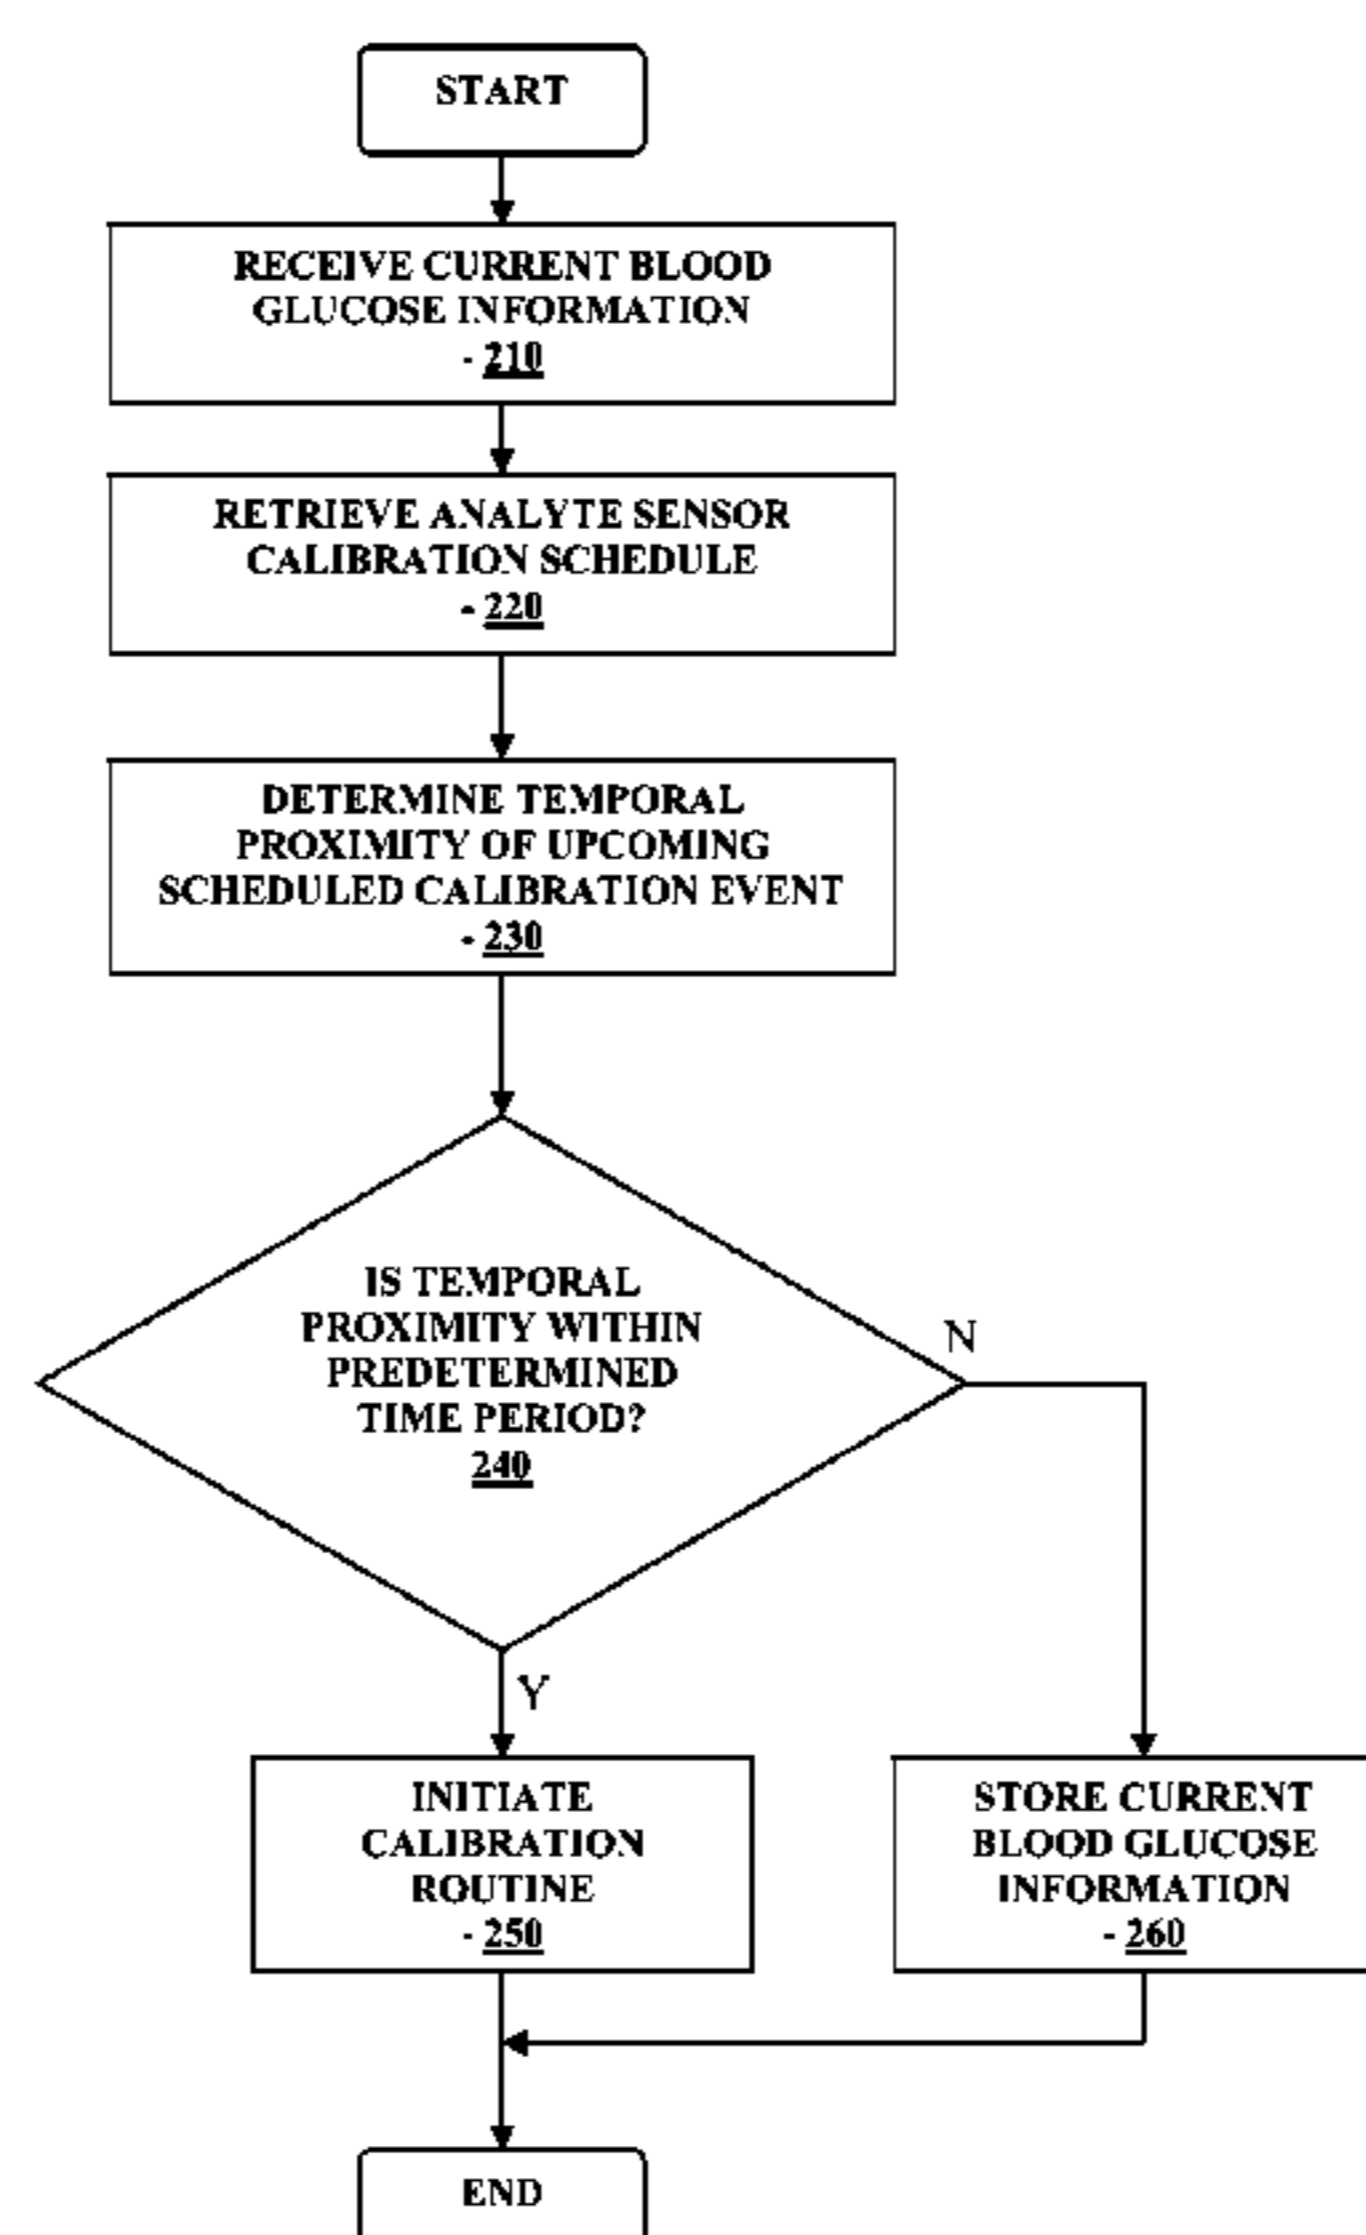 START
RECEIVE CURRENT BLOOD
GLUCOSE INFORMATION
- 210
RETRIEVE ANALYTE SENSOR
CALIBRATION SCHEDULE
- 220
DETERMINE TEMPORAL
PROXIMITY OF UPCOMING
SCHEDULED CALIBRATION EVENT
- 230
IS TEMPORAL
PROXIMITY WITHIN
PREDETERMINED
TIME PERIOD?
240
N
Y
INITIATE
CALIBRATION
ROUTINE
- 250
STORE CURRENT
BLOOD GLUCOSE
INFORMATION
- 260
END